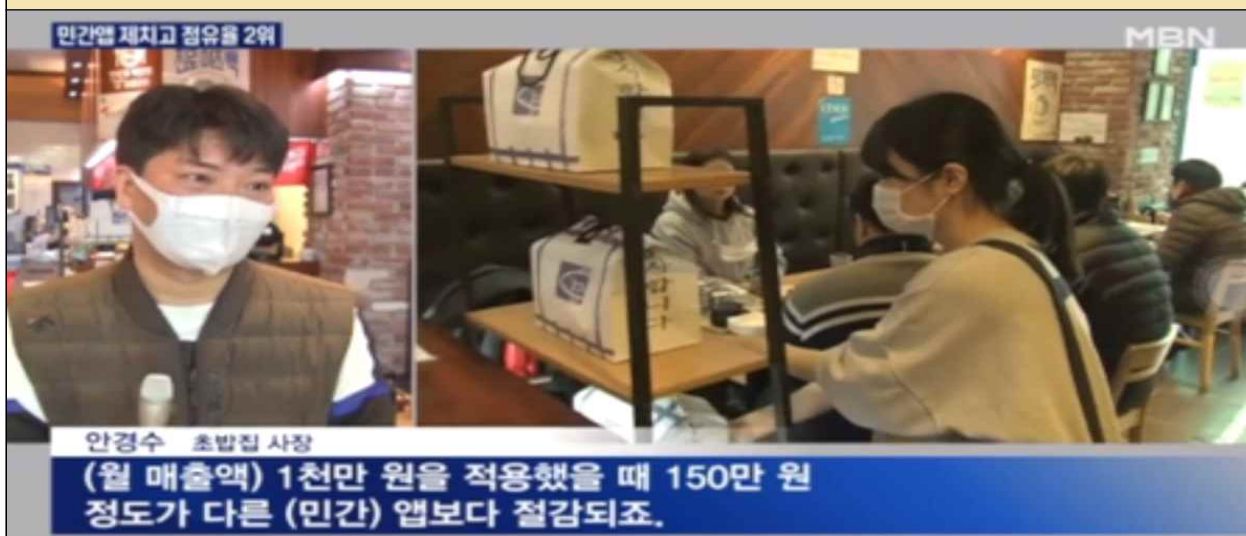 민간앱 제치고 점유율 2위
MBN
안경수 초밥집 사장
(월 매출액) 1천만 원을 적용했을 때 150만 원
정도가 다른 (민간) 앱보다 절감되죠.